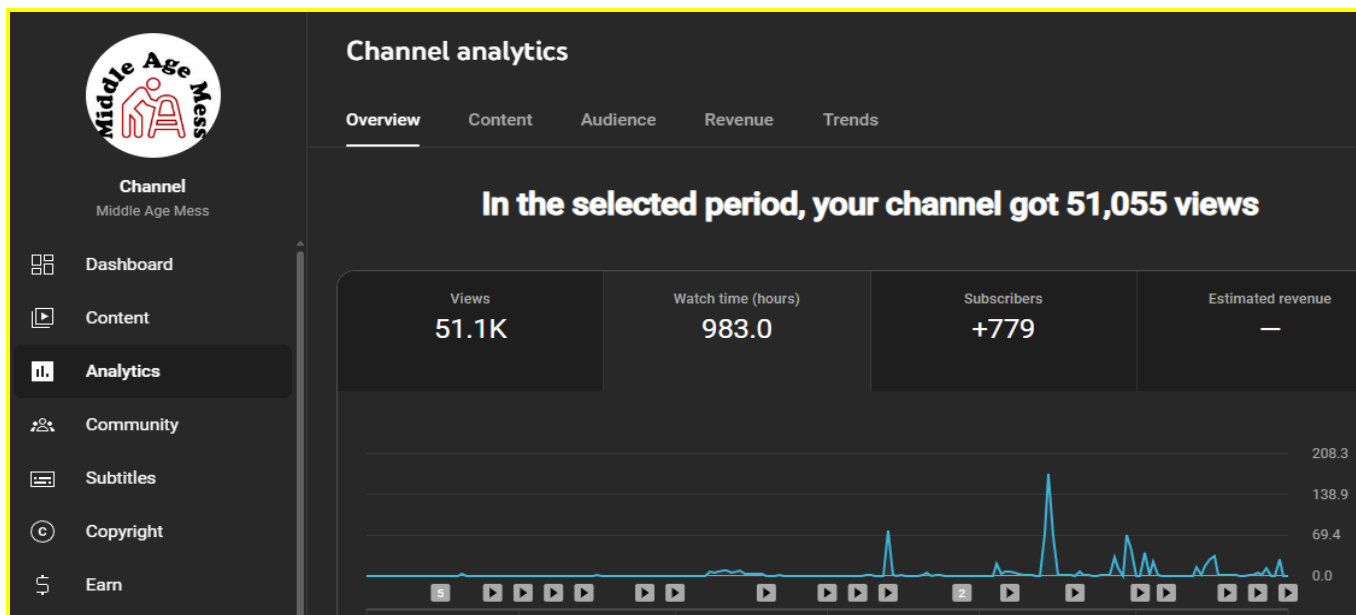 Middle Age Mess
Channel
Middle Age Mess
Dashboard
Content
Analytics
Community
Subtitles
Copyright
Earn
Channel analytics
Overview Content Audience Revenue Trends
In the selected period, your channel got 51,055 views
Views Watch time (hours) Subscribers Estimated revenue
51.1K 983.0 +779 —
208.3
138.9
69.4
0.0
5 2